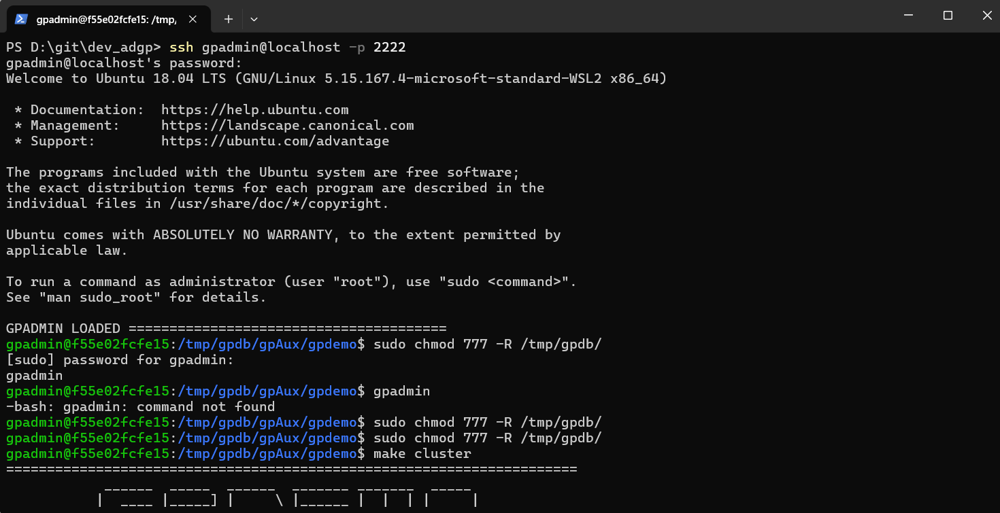 gpadmin@f55e02fcfe15: /tmp/
PS D:\git\dev_adgp> ssh gpadmin@localhost -p 2222
gpadmin@localhost's password:
Welcome to Ubuntu 18.04 LTS (GNU/Linux 5.15.167.4-microsoft-standard-WSL2 x86_64)
 * Documentation:  https://help.ubuntu.com
 * Management:     https://landscape.canonical.com
 * Support:        https://ubuntu.com/advantage
The programs included with the Ubuntu system are free software;
the exact distribution terms for each program are described in the
individual files in /usr/share/doc/*/copyright.
Ubuntu comes with ABSOLUTELY NO WARRANTY, to the extent permitted by
applicable law.
To run a command as administrator (user "root"), use "sudo <command>".
See "man sudo_root" for details.
GPADMIN LOADED =======================================
gpadmin@f55e02fcfe15:/tmp/gpdb/gpAux/gpdemo$ sudo chmod 777 -R /tmp/gpdb/
[sudo] password for gpadmin:
gpadmin
gpadmin@f55e02fcfe15:/tmp/gpdb/gpAux/gpdemo$ gpadmin
-bash: gpadmin: command not found
gpadmin@f55e02fcfe15:/tmp/gpdb/gpAux/gpdemo$ sudo chmod 777 -R /tmp/gpdb/
gpadmin@f55e02fcfe15:/tmp/gpdb/gpAux/gpdemo$ sudo chmod 777 -R /tmp/gpdb/
gpadmin@f55e02fcfe15:/tmp/gpdb/gpAux/gpdemo$ make cluster
======================================================================
            ______  _____  ______  _______ _______  _____
           |  ____ |_____] |     \ |______ |  |  | |     |